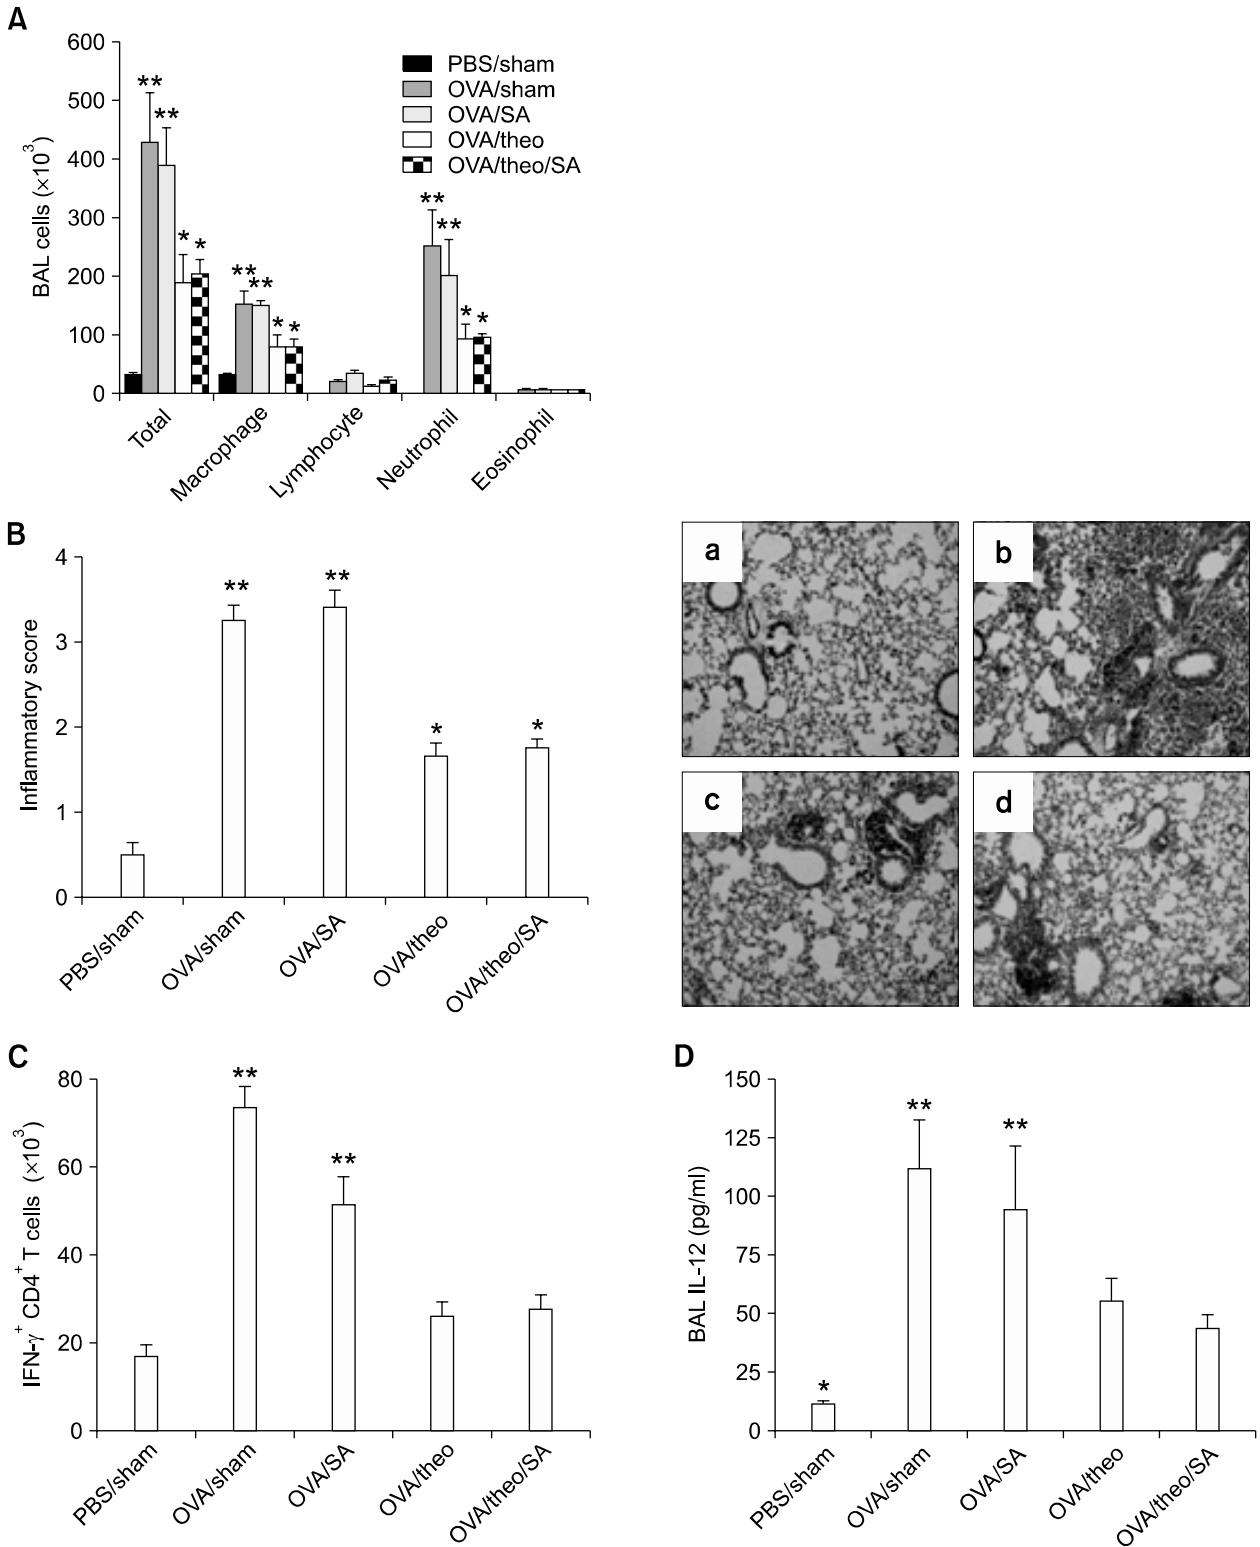 A
600
500
400
300
200
100
0
BAL cells (×10³)
** ** * *
** ** * *
** ** * *
PBS/sham
OVA/sham
OVA/SA
OVA/theo
OVA/theo/SA
Total
Macrophage
Lymphocyte
Neutrophil
Eosinophil
B
4
3
2
1
0
Inflammatory score
** ** * *
PBS/sham
OVA/sham
OVA/SA
OVA/theo
OVA/theo/SA
a
b
c
d
C
80
60
40
20
0
IFN-γ⁺ CD4⁺ T cells (×10³)
** **
PBS/sham
OVA/sham
OVA/SA
OVA/theo
OVA/theo/SA
D
150
125
100
75
50
25
0
BAL IL-12 (pg/ml)
* ** **
PBS/sham
OVA/sham
OVA/SA
OVA/theo
OVA/theo/SA